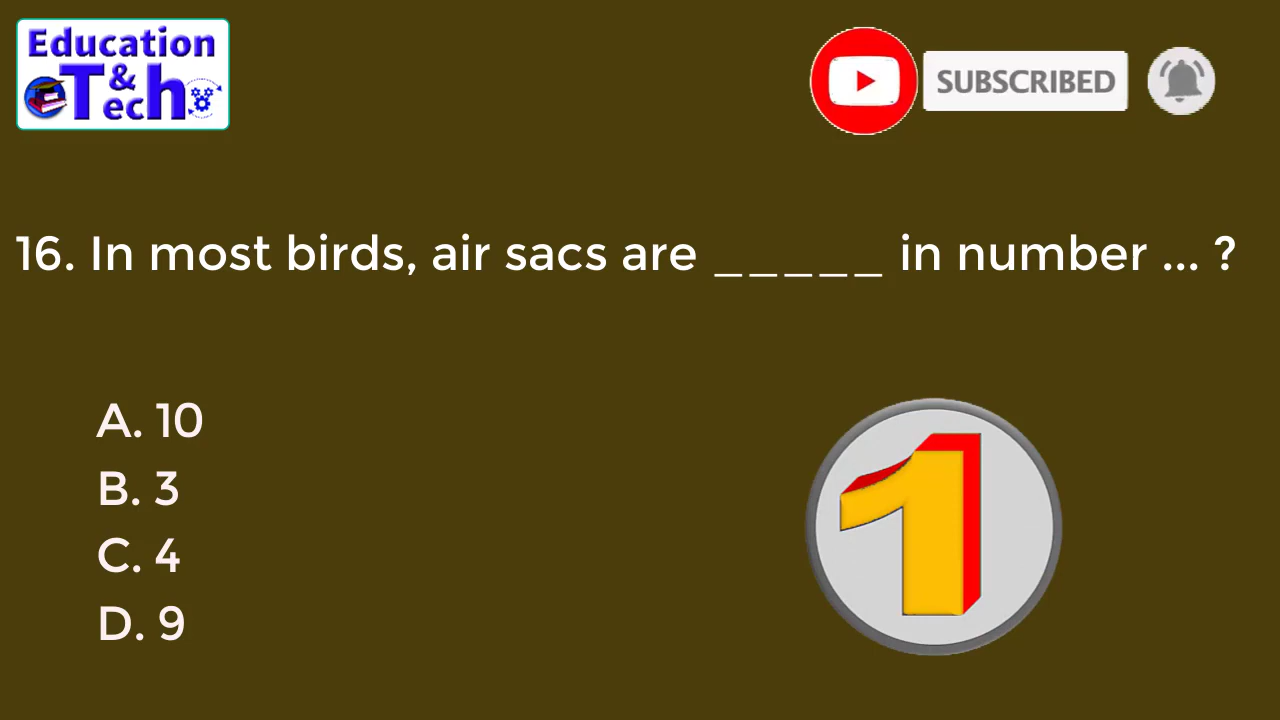 Education
&
Tech
SUBSCRIBED
16. In most birds, air sacs are _____ in number ... ?
A. 10
B. 3
C. 4
D. 9
1